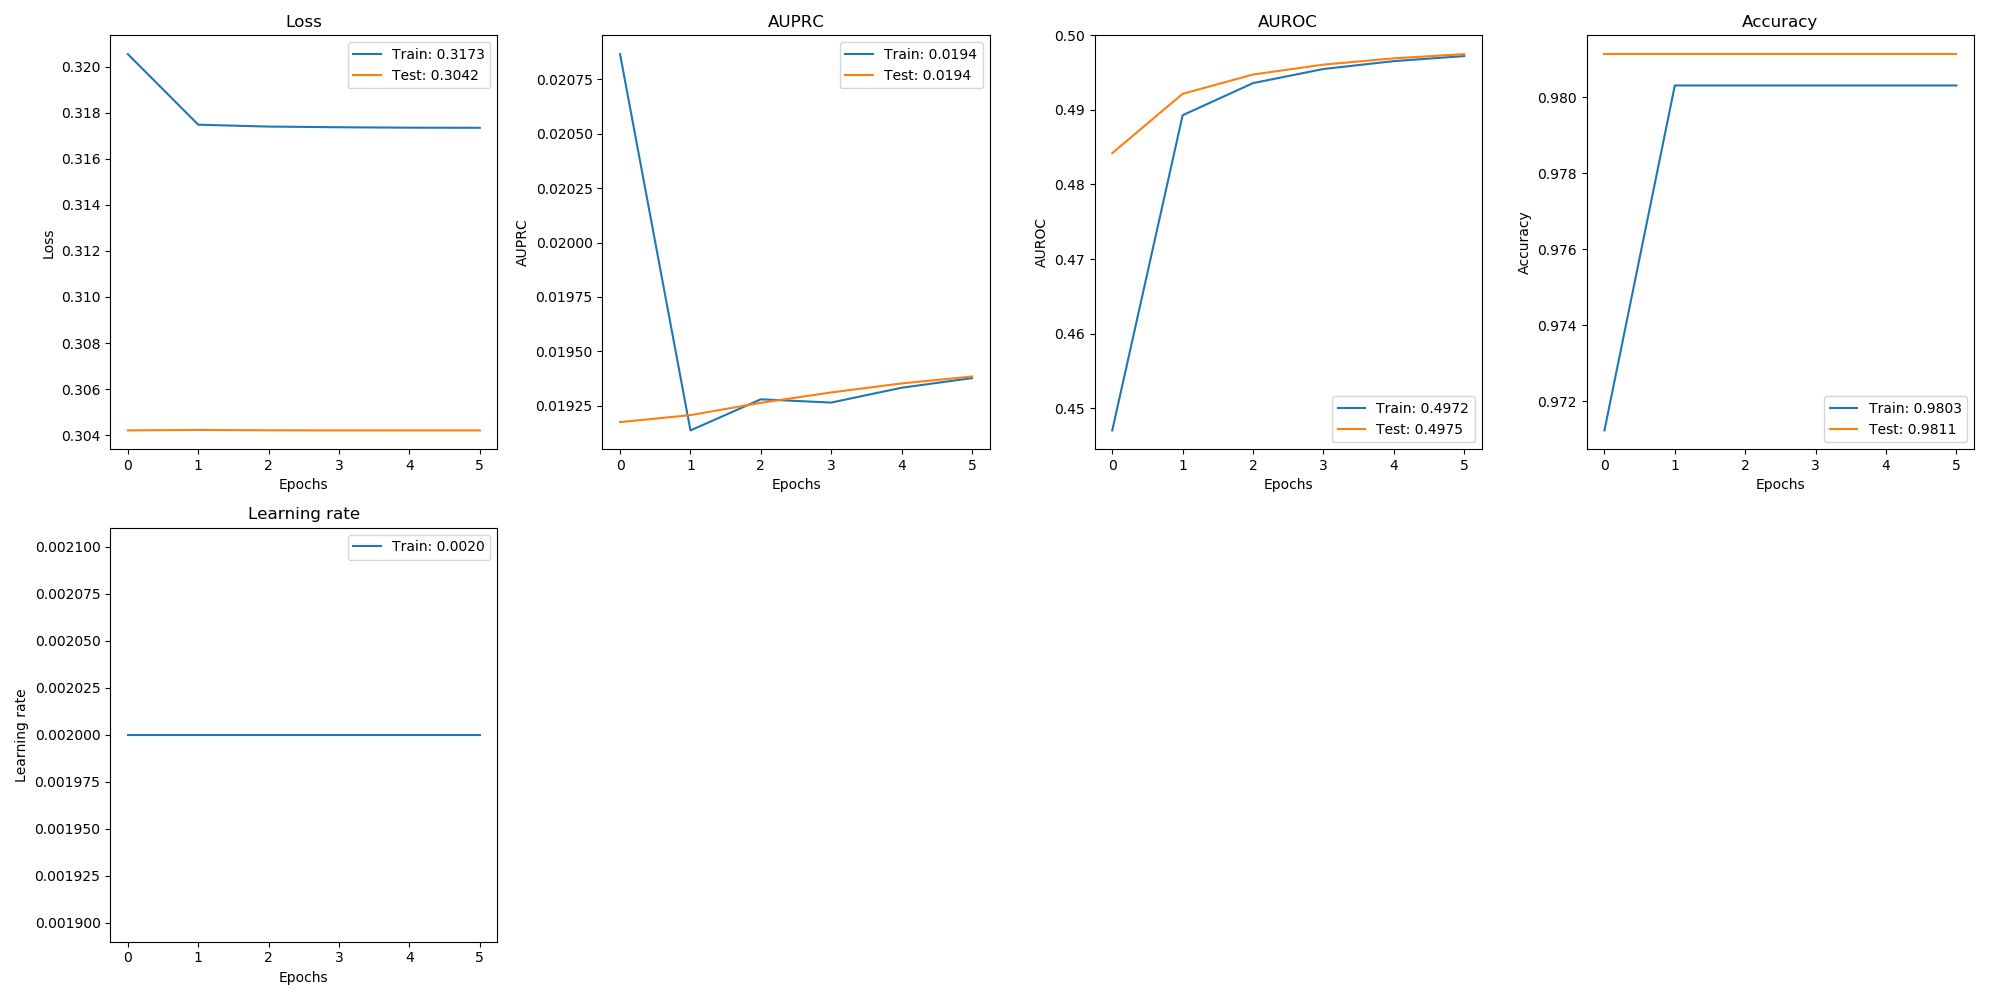 Loss
Train: 0.3173
Test: 0.3042
0.320
0.318
0.316
0.314
0.312
0.310
0.308
0.306
0.304
Loss
0 1 2 3 4 5
Epochs
AUPRC
Train: 0.0194
Test: 0.0194
0.02075
0.02050
0.02025
0.02000
0.01975
0.01950
0.01925
AUPRC
0 1 2 3 4 5
Epochs
AUROC
0.50
0.49
0.48
0.47
0.46
0.45
AUROC
Train: 0.4972
Test: 0.4975
0 1 2 3 4 5
Epochs
Accuracy
0.980
0.978
0.976
0.974
0.972
Accuracy
Train: 0.9803
Test: 0.9811
0 1 2 3 4 5
Epochs
Learning rate
Train: 0.0020
0.002100
0.002075
0.002050
0.002025
0.002000
0.001975
0.001950
0.001925
0.001900
Learning rate
0 1 2 3 4 5
Epochs